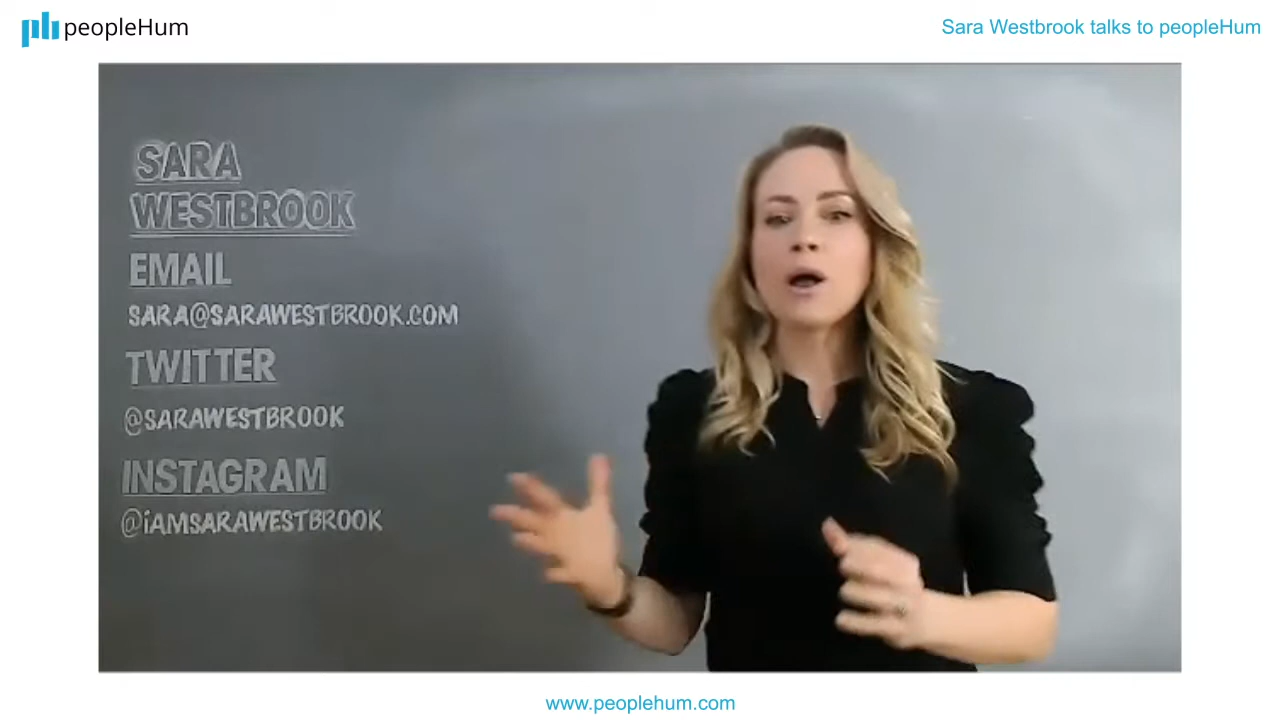 peopleHum
Sara Westbrook talks to peopleHum
SARA
WESTBROOK
EMAIL
SARA@SARAWESTBROOK.COM
TWITTER
@SARAWESTBROOK
INSTAGRAM
@iAMSARAWESTBROOK
www.peoplehum.com